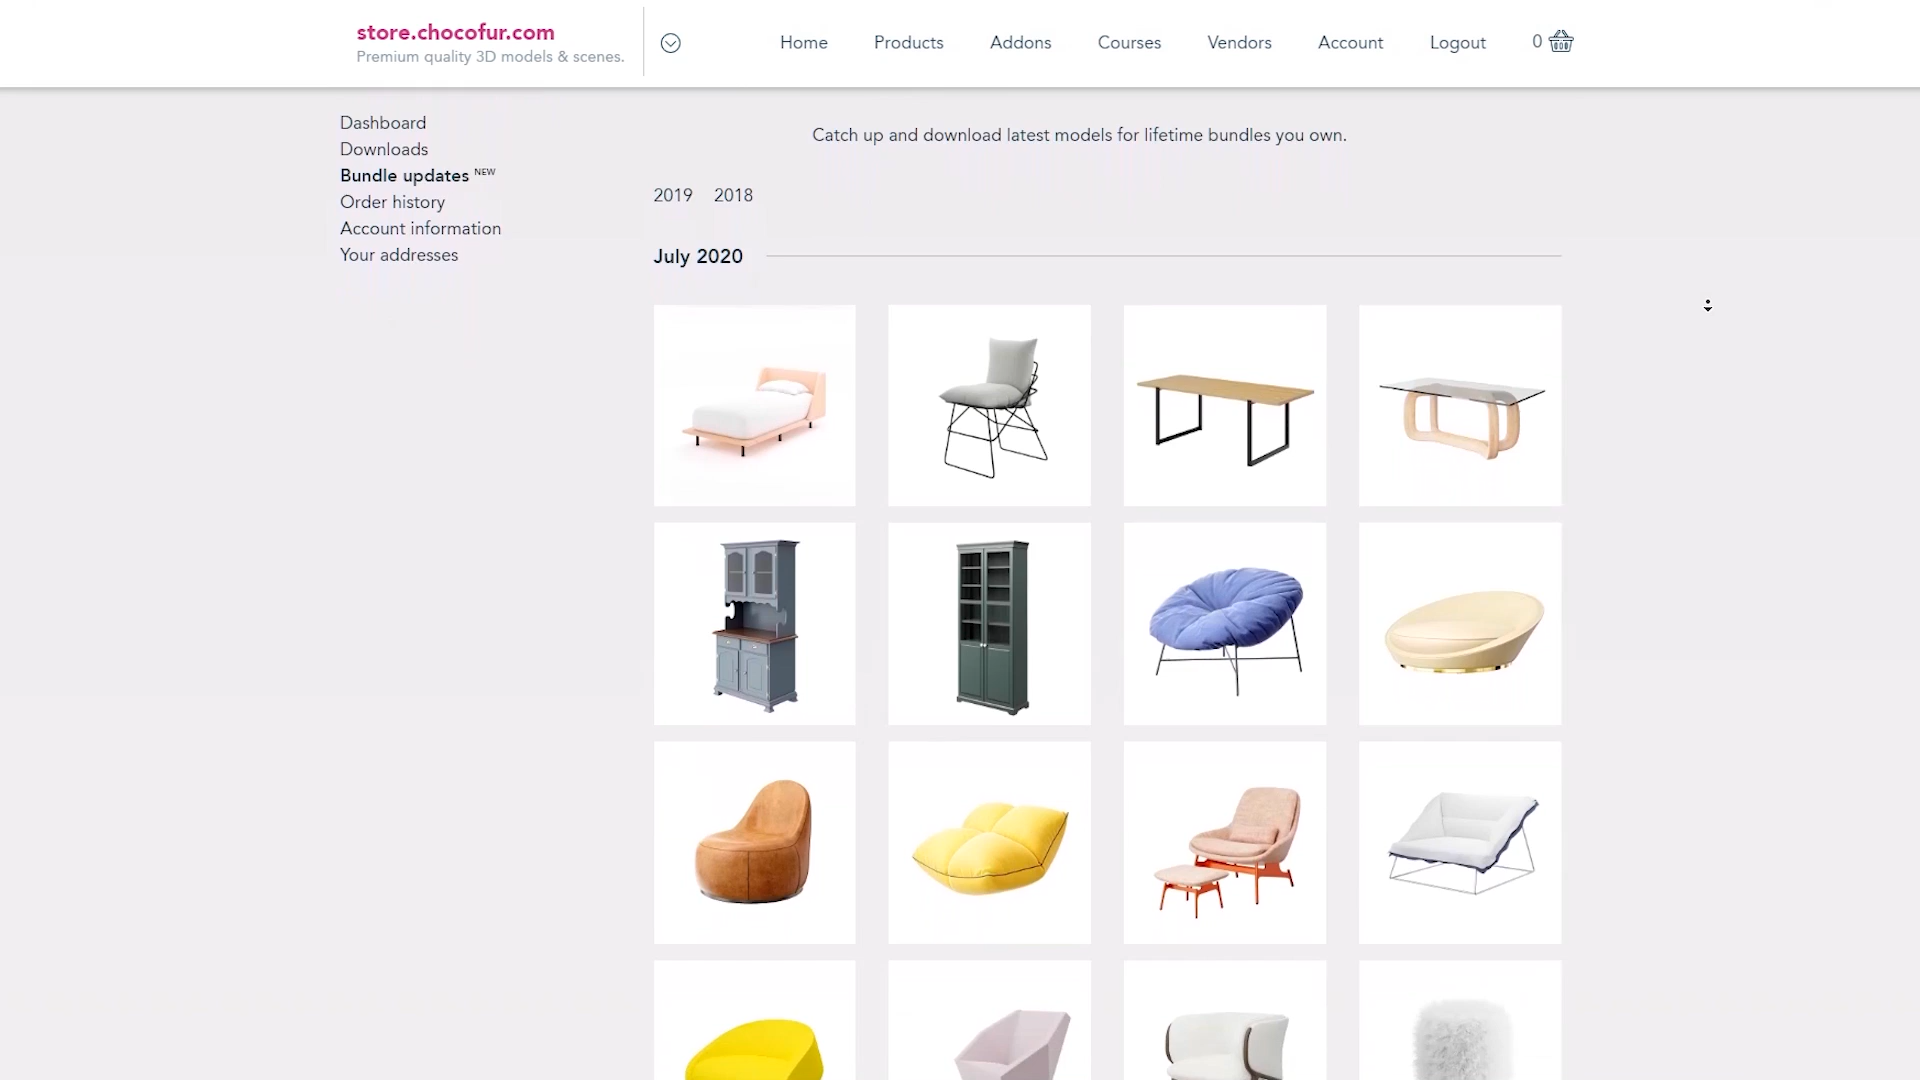 store.chocofur.com
Premium quality 3D models & scenes.
Home Products Addons Courses Vendors Account Logout 0
Dashboard
Downloads
Bundle updates NEW
Order history
Account information
Your addresses
Catch up and download latest models for lifetime bundles you own.
2019 2018
July 2020